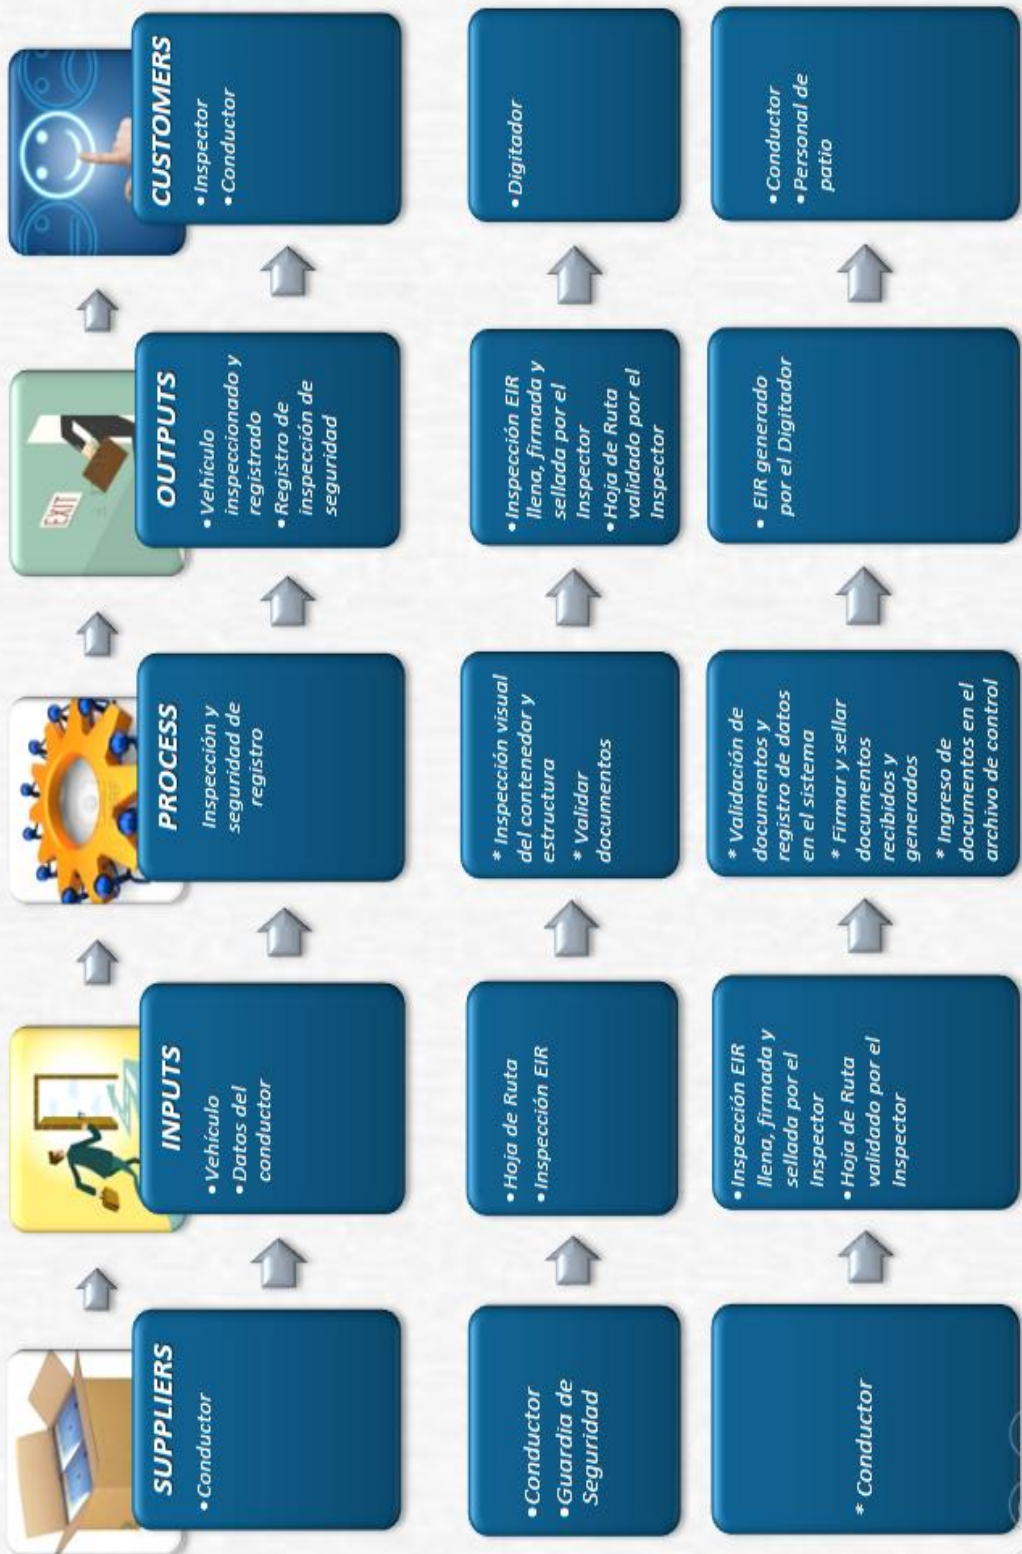 SUPPLIERS
•Conductor
INPUTS
•Vehículo
•Datas del
conductor
PROCESS
Inspección y
seguridad de
registro
EXIT
OUTPUTS
•Vehículo
inspeccionado y
registrado
•Registro de
inspección de
seguridad
CUSTOMERS
•Inspector
•Conductor
•Conductor
•Guardia de
Seguridad
•Hoja de Ruta
•Inspección EIR
* Inspección visual
del contenedor y
estructura
* Validar
documentos
•Inspección EIR
llena, firmada y
sellada por el
Inspector
•Hoja de Ruta
validado por el
Inspector
•Digitador
* Conductor
•Inspección EIR
llena, firmada y
sellada por el
Inspector
•Hoja de Ruta
validado por el
Inspector
* Validación de
documentos y
registro de datos
en el sistema
* Firmar y sellar
documentos
recibidos y
generados
* Ingreso de
documentos en el
archivo de control
• EIR generado
por el Digitador
•Conductor
•Personal de
patio